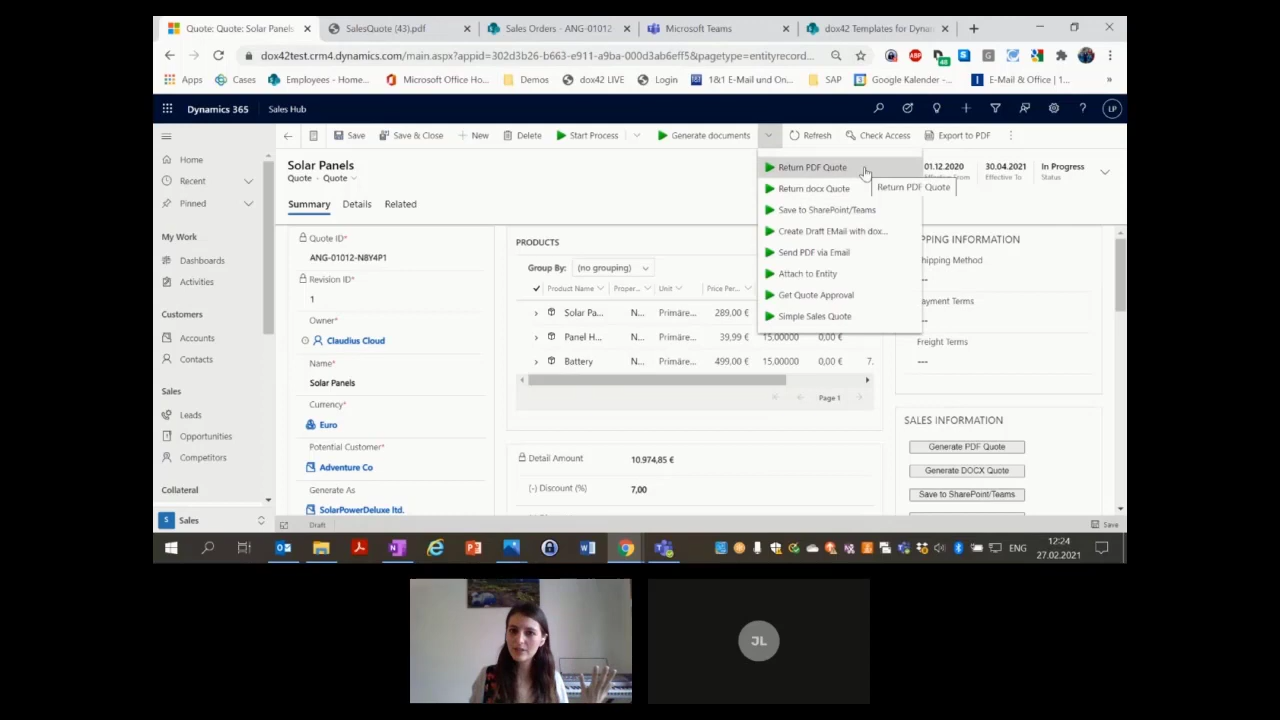 Quote: Quote: Solar Panels
SalesQuote (43).pdf
Sales Orders - ANG-01012
Microsoft Teams
dox42 Templates for Dynam
dox42test.crm4.dynamics.com/main.aspx?appid=302d3b26-b663-e911-a9ba-000d3ab6eff5&pagetype=entityrecord...
ABP
48
Apps
Cases
Employees - Home...
Microsoft Office Ho...
Demos
dox42 LIVE
Login
1&1 E-Mail und On...
SAP
Google Kalender -...
E-Mail & Office | 1...
Dynamics 365
Sales Hub
LP
Save
Save & Close
New
Delete
Start Process
Generate documents
Refresh
Check Access
Export to PDF
Home
Recent
Pinned
My Work
Dashboards
Activities
Customers
Accounts
Contacts
Sales
Leads
Opportunities
Competitors
Collateral
S Sales
Solar Panels
Quote · Quote
01.12.2020
Effective From
30.04.2021
Effective To
In Progress
Status
Summary
Details
Related
Return PDF Quote
Return docx Quote
Return PDF Quote
Save to SharePoint/Teams
Create Draft EMail with dox...
Send PDF via Email
Attach to Entity
Get Quote Approval
Simple Sales Quote
Quote ID*
ANG-01012-N8Y4P1
Revision ID*
1
Owner*
Claudius Cloud
Name*
Solar Panels
Currency*
Euro
Potential Customer*
Adventure Co
Generate As
SolarPowerDeluxe ltd.
PRODUCTS
Group By:
(no grouping)
Product Name
Proper...
Unit
Price Per...
Solar Pa... N... Primäre... 289,00 €
Panel H... N... Primäre... 39,99 € 15,00000 0,00 €
Battery N... Primäre... 499,00 € 15,00000 0,00 € 7.
Page 1
Detail Amount
10.974,85 €
(-) Discount (%)
7,00
PPING INFORMATION
hipping Method
--
ayment Terms
--
Freight Terms
---
SALES INFORMATION
Generate PDF Quote
Generate DOCX Quote
Save to SharePoint/Teams
Draft
Save
ENG
12:24
27.02.2021
JL